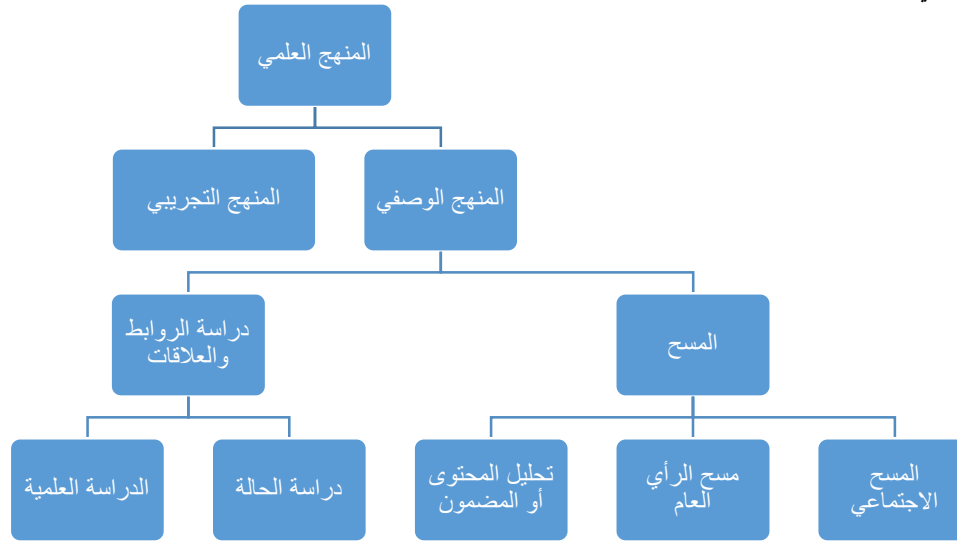 المنهج العلمي
المنهج الوصفي
المنهج التجريبي
المسح
دراسة الروابط
والعلاقات
المسح
الاجتماعي
مسح الرأي
العام
تحليل المحتوى
أو المضمون
دراسة الحالة
الدراسة العلمية